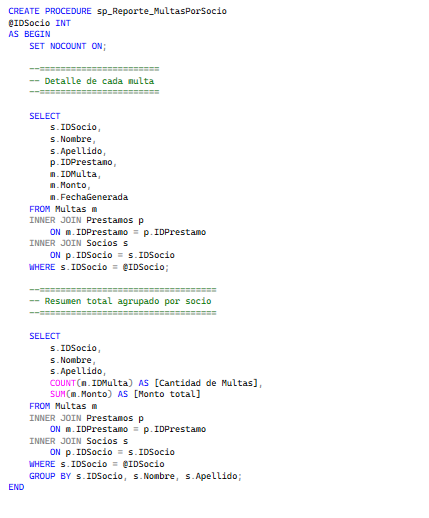 CREATE PROCEDURE sp_Reporte_MultasPorSocio
@IDSocio INT
AS BEGIN
    SET NOCOUNT ON;

    --=======================
    -- Detalle de cada multa
    --=======================

    SELECT
        s.IDSocio,
        s.Nombre,
        s.Apellido,
        p.IDPrestamo,
        m.IDMulta,
        m.Monto,
        m.FechaGenerada
    FROM Multas m
    INNER JOIN Prestamos p
        ON m.IDPrestamo = p.IDPrestamo
    INNER JOIN Socios s
        ON p.IDSocio = s.IDSocio
    WHERE s.IDSocio = @IDSocio;

    --==================================
    -- Resumen total agrupado por socio
    --==================================

    SELECT
        s.IDSocio,
        s.Nombre,
        s.Apellido,
        COUNT(m.IDMulta) AS [Cantidad de Multas],
        SUM(m.Monto) AS [Monto total]
    FROM Multas m
    INNER JOIN Prestamos p
        ON m.IDPrestamo = p.IDPrestamo
    INNER JOIN Socios s
        ON p.IDSocio = s.IDSocio
    WHERE s.IDSocio = @IDSocio
    GROUP BY s.IDSocio, s.Nombre, s.Apellido;
END